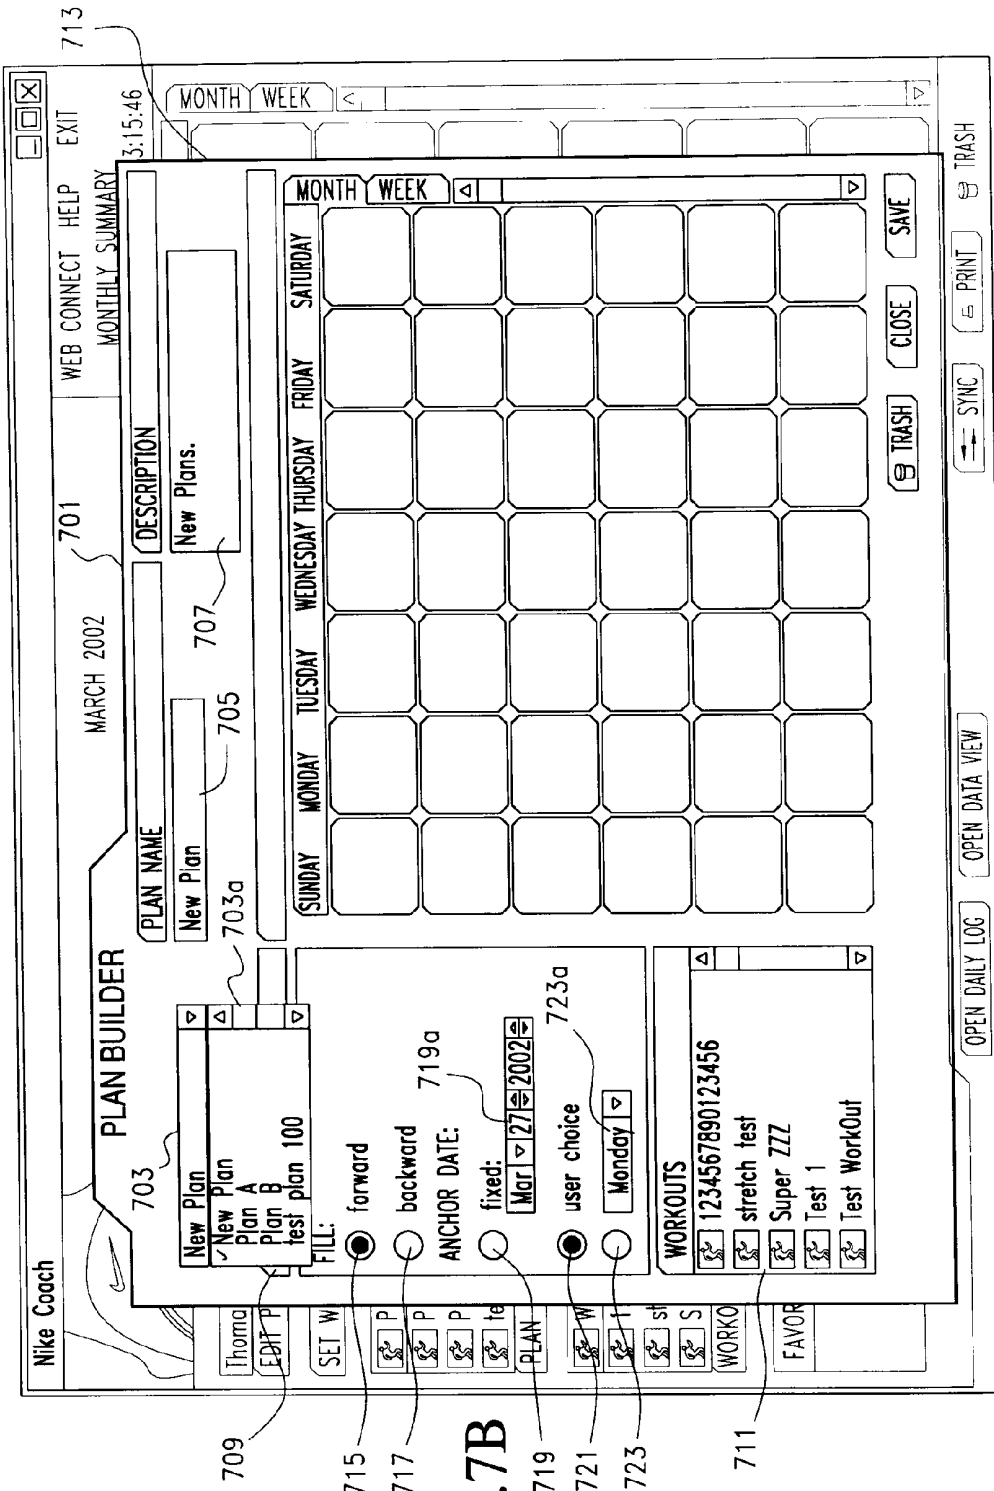 Nike Coach
WEB CONNECT HELP EXIT
MARCH 2002
MONTHLY SUMMARY
3:15:46
713
701
MONTH WEEK
PLAN BUILDER
703
New Plan
✓New Plan
Plan A
Plan B
test plan 100
703a
PLAN NAME
New Plan
705
DESCRIPTION
New Plans.
707
709
FILL:
715
forward
717
backward
ANCHOR DATE:
719
fixed:
719a
Mar 27 2002
721
user choice
723
Monday
723a
SUNDAY MONDAY TUESDAY WEDNESDAY THURSDAY FRIDAY SATURDAY
MONTH WEEK
711
WORKOUTS
1234567890123456
stretch test
Super ZZZ
Test 1
Test WorkOut
TRASH CLOSE SAVE
Thoma
EDIT P
SET W
P
P
P
te
PLAN
W
1
st
S
WORKO
FAVOR
OPEN DAILY LOG OPEN DATA VIEW SYNC PRINT TRASH
.7B